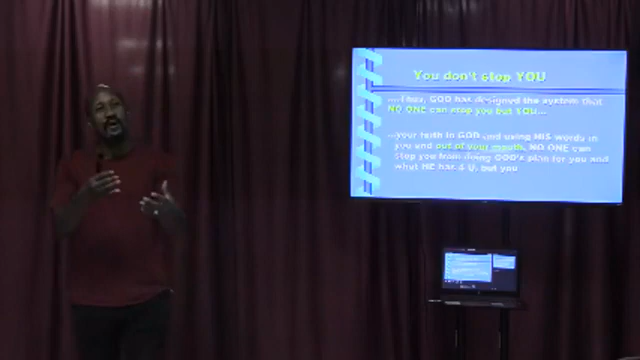 You don't stop YOU
....Thus, GOD has designed the system that
NO ONE can stop you but YOU...
...your faith in GOD and using HIS words in
you and out of your mouth, NO ONE can
stop you from doing GOD's plan for you and
what HE has 4 U, but you